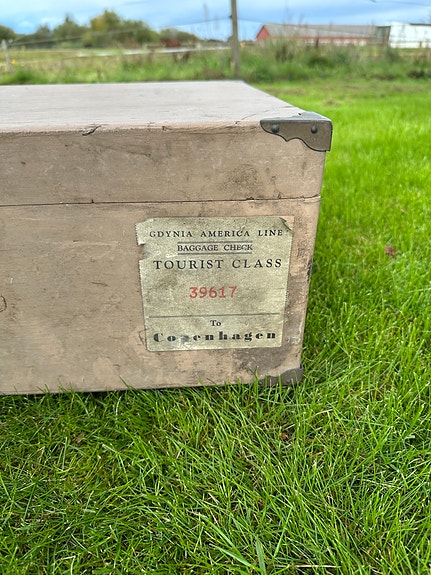 GDYNIA AMERICA LINE
BAGGAGE CHECK
TOURIST CLASS
39617
To
Copenhagen